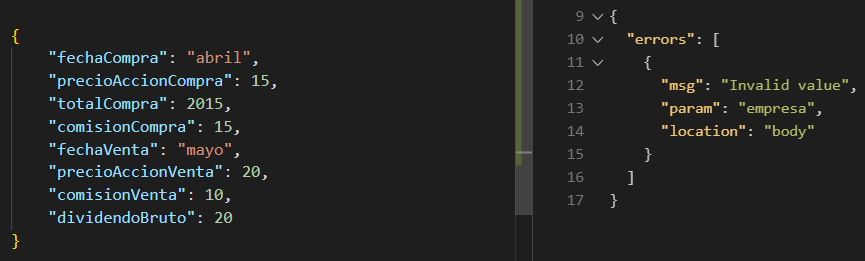 {
"fechaCompra": "abril",
"precioAccionCompra": 15,
"totalCompra": 2015,
"comisionCompra": 15,
"fechaVenta": "mayo",
"precioAccionVenta": 20,
"comisionVenta": 10,
"dividendoBruto": 20
}
9 {
10 "errors": [
11 {
12 "msg": "Invalid value",
13 "param": "empresa",
14 "location": "body"
15 }
16 ]
17 }